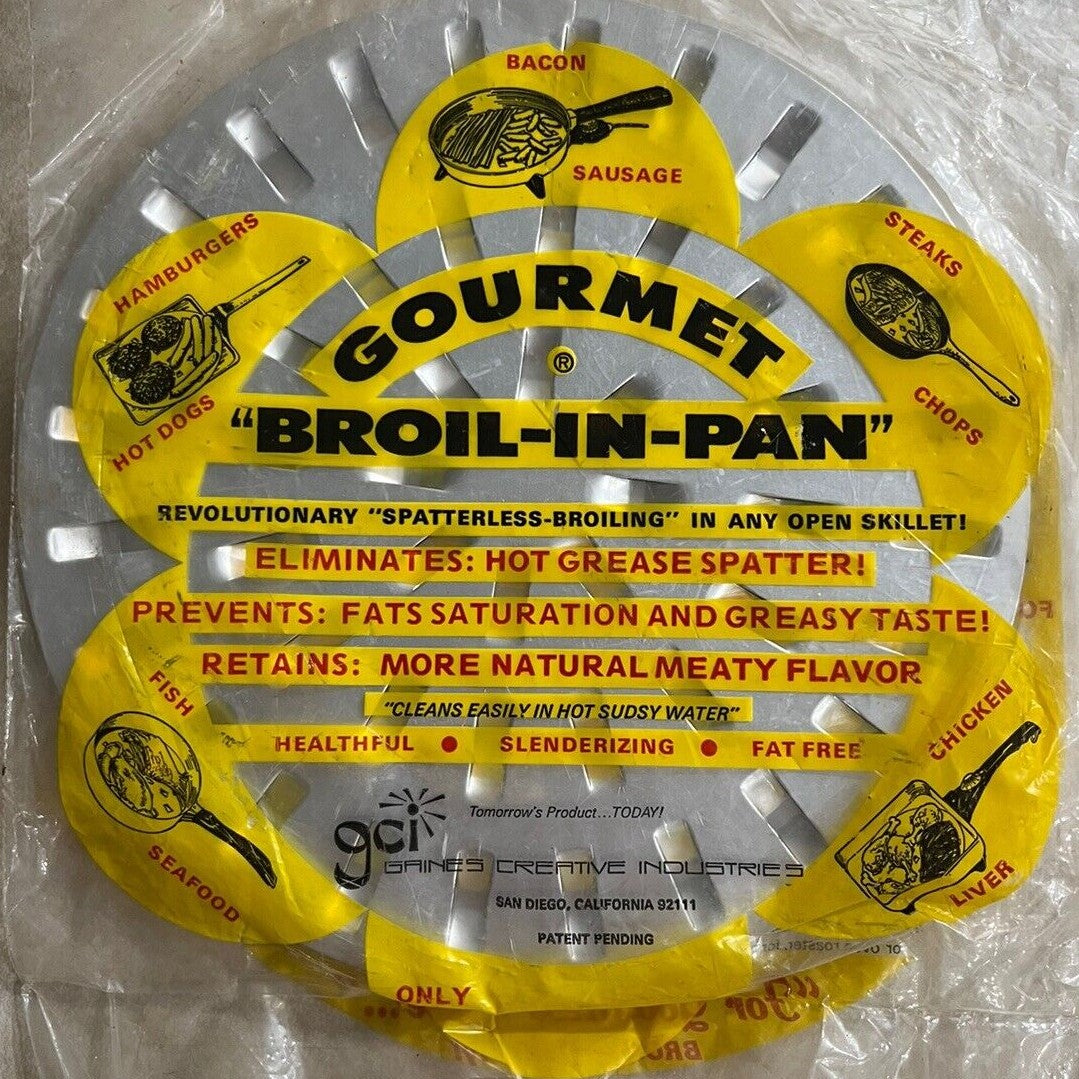 BACON
SAUSAGE
HAMBURGERS
HOT DOGS
STEAKS
CHOPS
GOURMET
®
"BROIL-IN-PAN"
REVOLUTIONARY "SPATTERLESS-BROILING" IN ANY OPEN SKILLET!
ELIMINATES: HOT GREASE SPATTER!
PREVENTS: FATS SATURATION AND GREASY TASTE!
RETAINS: MORE NATURAL MEATY FLAVOR
"CLEANS EASILY IN HOT SUDSY WATER"
HEALTHFUL ● SLENDERIZING ● FAT FREE
FISH
SEAFOOD
CHICKEN
LIVER
Tomorrow's Product...TODAY!
gci
GAINES CREATIVE INDUSTRIES
SAN DIEGO, CALIFORNIA 92111
PATENT PENDING
ONLY
"For